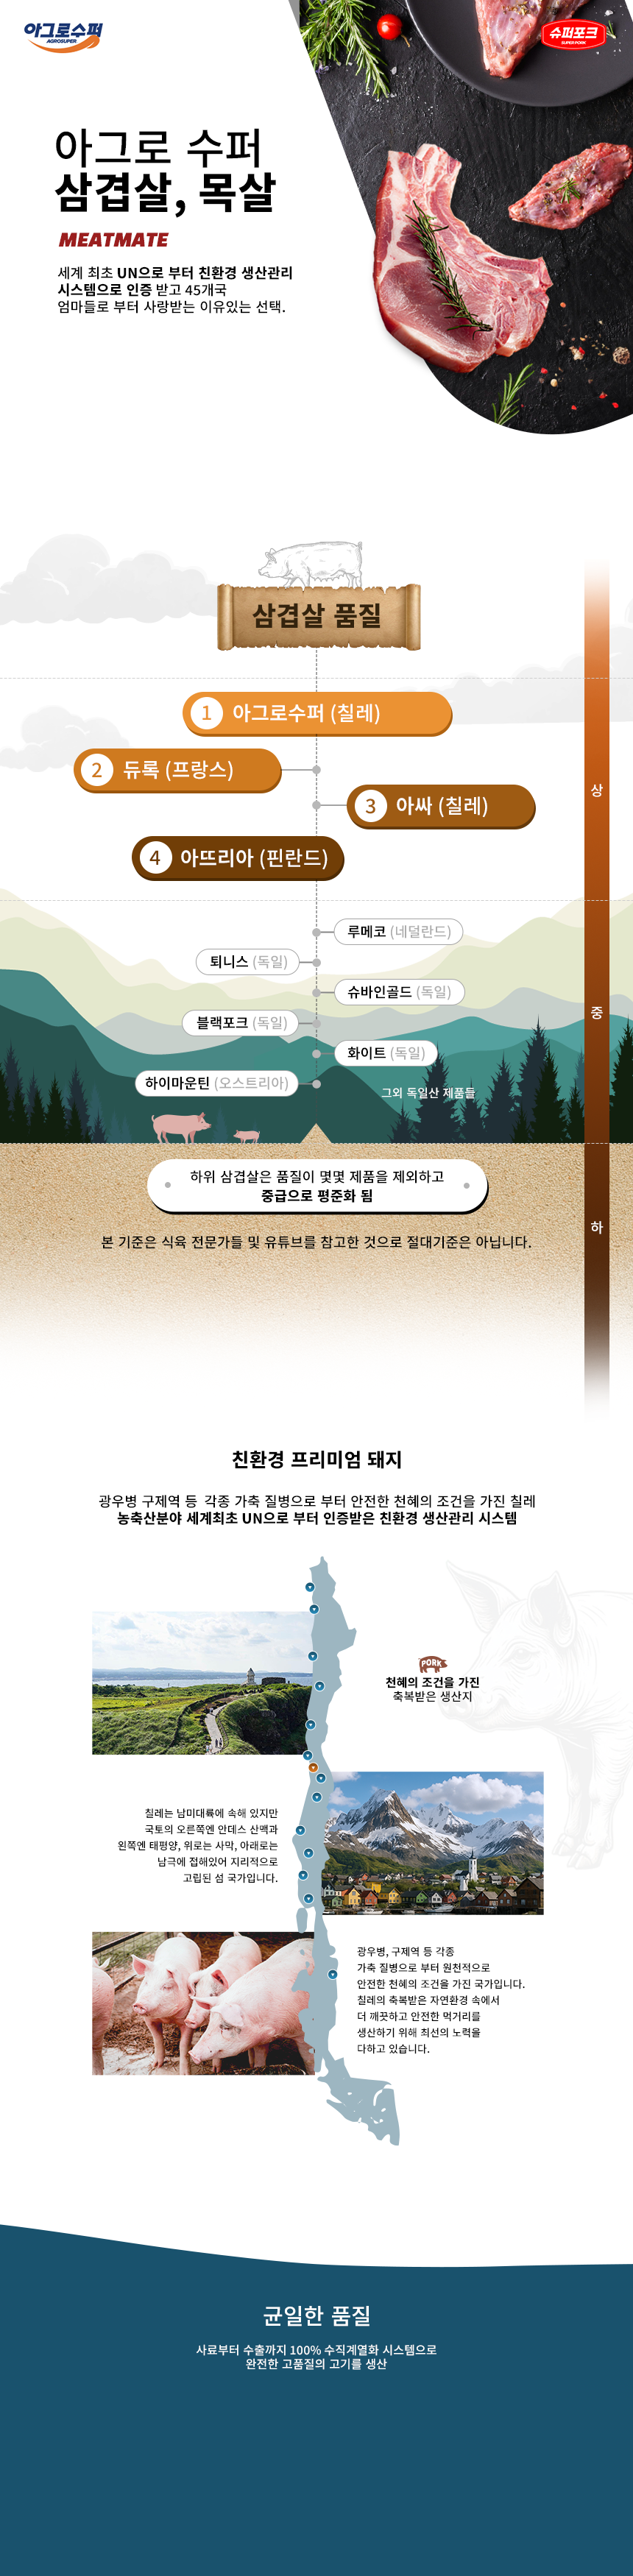 아그로수퍼
AGROSUPER
슈퍼포크
SUPER PORK
아그로 수퍼
삼겹살, 목살
MEATMATE
세계 최초 UN으로 부터 친환경 생산관리
시스템으로 인증 받고 45개국
엄마들로 부터 사랑받는 이유있는 선택.
삼겹살 품질
1 아그로수퍼 (칠레)
2 듀록 (프랑스)
상
3 아싸 (칠레)
4 아뜨리아 (핀란드)
루메코 (네덜란드)
퇴니스 (독일)
슈바인골드 (독일)
중
블랙포크 (독일)
화이트 (독일)
하이마운틴 (오스트리아)
그외 독일산 제품들
하위 삼겹살은 품질이 몇몇 제품을 제외하고
중급으로 평준화 됨
하
본 기준은 식육 전문가들 및 유튜브를 참고한 것으로 절대기준은 아닙니다.
친환경 프리미엄 돼지
광우병 구제역 등 각종 가축 질병으로 부터 안전한 천혜의 조건을 가진 칠레
농축산분야 세계최초 UN으로 부터 인증받은 친환경 생산관리 시스템
PORK
천혜의 조건을 가진
축복받은 생산지
칠레는 남미대륙에 속해 있지만
국토의 오른쪽엔 안데스 산맥과
왼쪽엔 태평양, 위로는 사막, 아래로는
남극에 접해있어 지리적으로
고립된 섬 국가입니다.
광우병, 구제역 등 각종
가축 질병으로 부터 원천적으로
안전한 천혜의 조건을 가진 국가입니다.
칠레의 축복받은 자연환경 속에서
더 깨끗하고 안전한 먹거리를
생산하기 위해 최선의 노력을
다하고 있습니다.
균일한 품질
사료부터 수출까지 100% 수직계열화 시스템으로
완전한 고품질의 고기를 생산